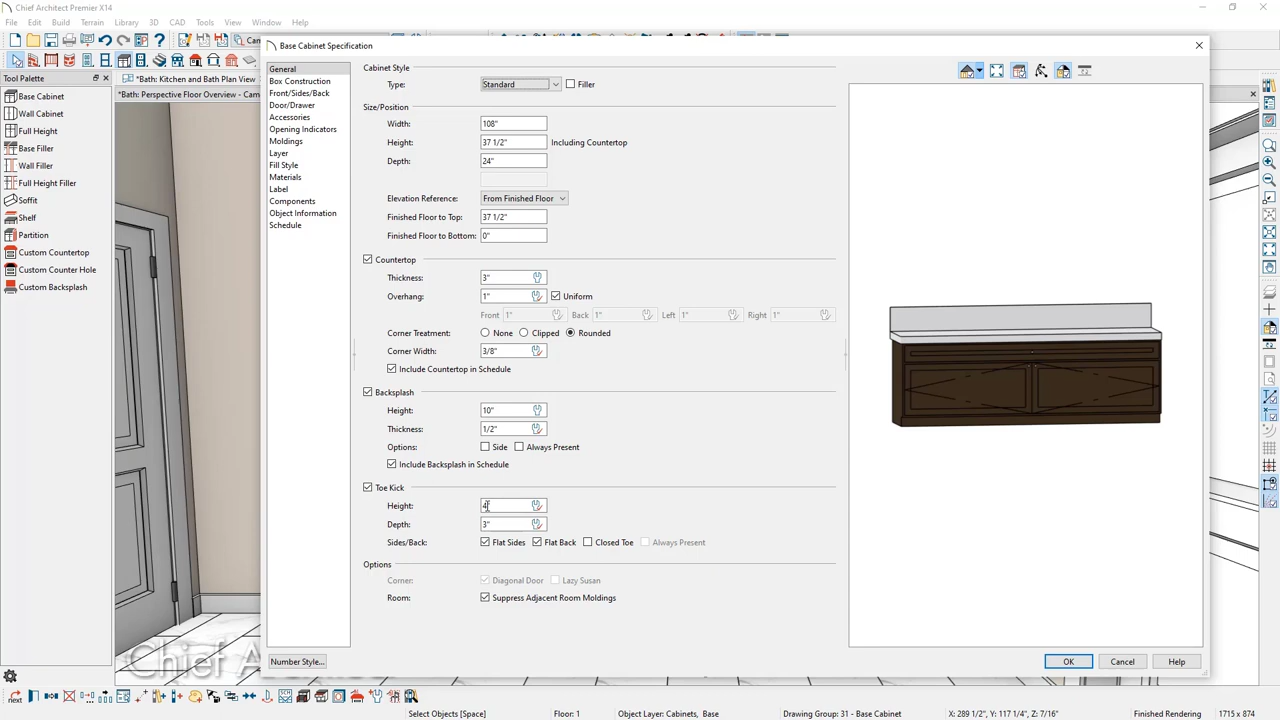 Chief Architect Premier X14
File Edit Build Terrain Library 3D CAD Tools View Window Help
Tool Palette
Base Cabinet
Wall Cabinet
Full Height
Base Filler
Wall Filler
Full Height Filler
Soffit
Shelf
Partition
Custom Countertop
Custom Counter Hole
Custom Backsplash
*Bath: Kitchen and Bath Plan View
*Bath: Perspective Floor Overview - Cam
Base Cabinet Specification
General
Box Construction
Front/Sides/Back
Door/Drawer
Accessories
Opening Indicators
Moldings
Layer
Fill Style
Materials
Label
Components
Object Information
Schedule
Cabinet Style
Type: Standard Filler
Size/Position
Width: 108"
Height: 37 1/2" Including Countertop
Depth: 24"
Elevation Reference: From Finished Floor
Finished Floor to Top: 37 1/2"
Finished Floor to Bottom: 0"
Countertop
Thickness: 3"
Overhang: 1" Uniform
Front 1" Back 1" Left 1" Right 1"
Corner Treatment: None Clipped Rounded
Corner Width: 3/8"
Include Countertop in Schedule
Backsplash
Height: 10"
Thickness: 1/2"
Options: Side Always Present
Include Backsplash in Schedule
Toe Kick
Height: 4
Depth: 3"
Sides/Back: Flat Sides Flat Back Closed Toe Always Present
Options
Corner: Diagonal Door Lazy Susan
Room: Suppress Adjacent Room Moldings
Number Style... OK Cancel Help
next
Select Objects [Space] Floor: 1 Object Layer: Cabinets, Base Drawing Group: 31 - Base Cabinet X: 289 1/2", Y: 117 1/4", Z: 7/16" Finished Rendering 1715 x 874